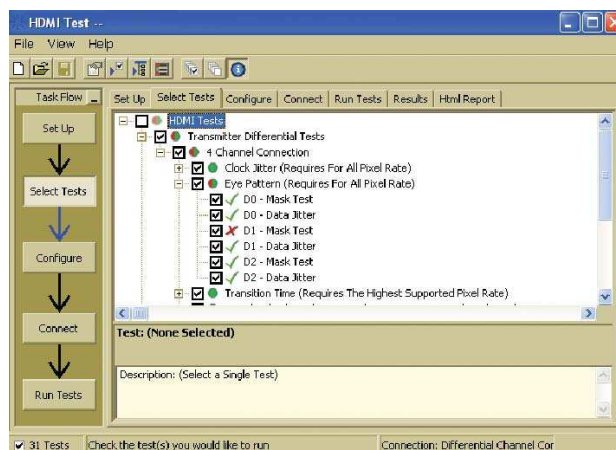 HDMI Test --
File View Help
Task Flow
Set Up
Select Tests
Configure
Connect
Run Tests
Set Up Select Tests Configure Connect Run Tests Results Html Report
HDMI Tests
Transmitter Differential Tests
4 Channel Connection
Clock Jitter (Requires For All Pixel Rate)
Eye Pattern (Requires For All Pixel Rate)
D0 - Mask Test
D0 - Data Jitter
D1 - Mask Test
D1 - Data Jitter
D2 - Mask Test
D2 - Data Jitter
Transition Time (Requires The Highest Supported Pixel Rate)
Test: (None Selected)
Description: (Select a Single Test)
31 Tests Check the test(s) you would like to run Connection: Differential Channel Cor